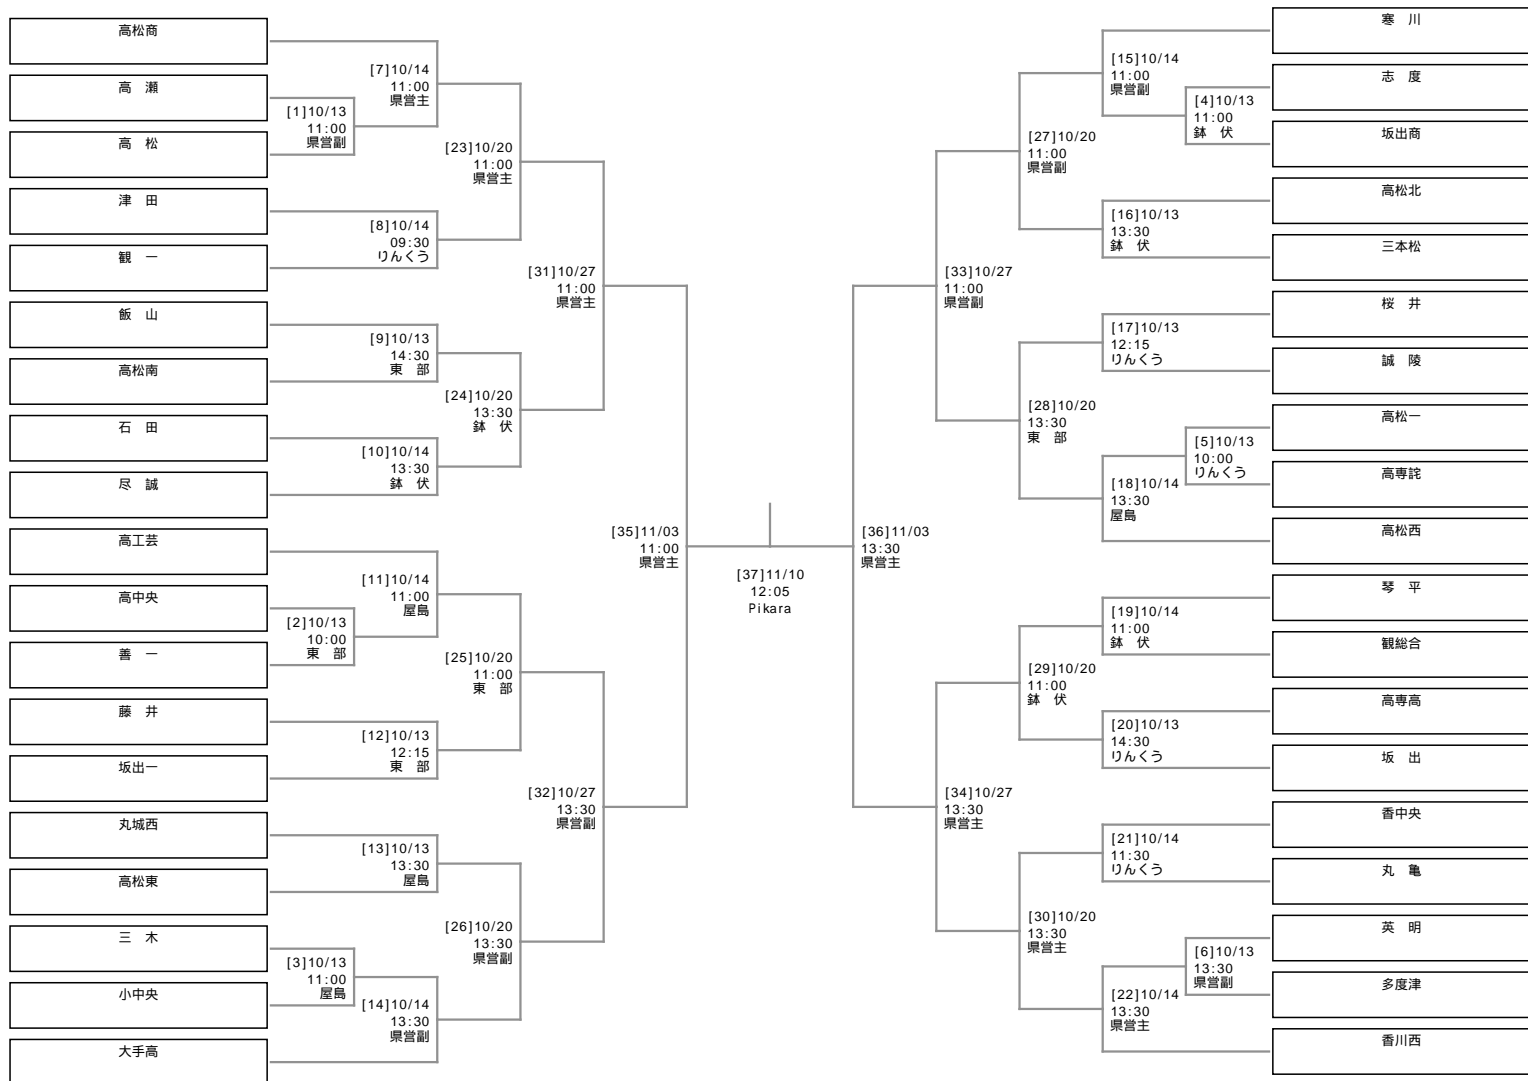 高松商
高　瀬
高　松
津　田
観　一
飯　山
高松南
石　田
尽　誠
高工芸
高中央
善　一
藤　井
坂出一
丸城西
高松東
三　木
小中央
大手高
[1]10/13
11:00
県営副
[2]10/13
10:00
東　部
[3]10/13
11:00
屋島
[7]10/14
11:00
県営主
[8]10/14
09:30
りんくう
[9]10/13
14:30
東　部
[10]10/14
13:30
鉢　伏
[11]10/14
11:00
屋島
[12]10/13
12:15
東　部
[13]10/13
13:30
屋島
[14]10/14
13:30
県営副
[23]10/20
11:00
県営主
[24]10/20
13:30
鉢　伏
[25]10/20
11:00
東　部
[26]10/20
13:30
県営副
[31]10/27
11:00
県営主
[32]10/27
13:30
県営副
[35]11/03
11:00
県営主
[37]11/10
12:05
Pikara
[36]11/03
13:30
県営主
[33]10/27
11:00
県営副
[34]10/27
13:30
県営主
[27]10/20
11:00
県営副
[28]10/20
13:30
東　部
[29]10/20
11:00
鉢　伏
[30]10/20
13:30
県営主
[15]10/14
11:00
県営副
[16]10/13
13:30
鉢　伏
[17]10/13
12:15
りんくう
[18]10/14
13:30
屋島
[19]10/14
11:00
鉢　伏
[20]10/13
14:30
りんくう
[21]10/14
11:30
りんくう
[22]10/14
13:30
県営主
[4]10/13
11:00
鉢　伏
[5]10/13
10:00
りんくう
[6]10/13
13:30
県営副
寒　川
志　度
坂出商
高松北
三本松
桜　井
誠　陵
高松一
高専詫
高松西
琴　平
観総合
高専高
坂　出
香中央
丸　亀
英　明
多度津
香川西